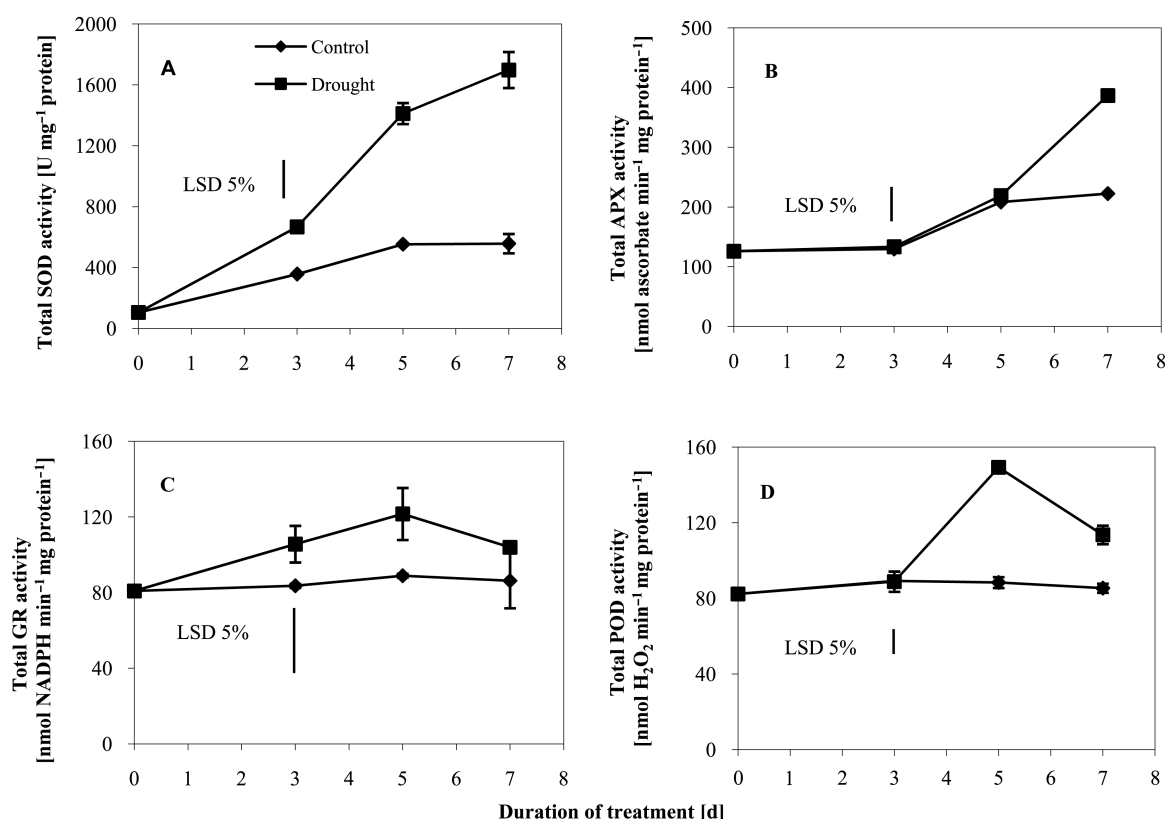 Total SOD activity [U mg⁻¹ protein]
2000
1600
1200
800
400
0
A
Control
Drought
LSD 5%
0 1 2 3 4 5 6 7 8
Total APX activity
[nmol ascorbate min⁻¹ mg protein⁻¹]
500
400
300
200
100
0
B
LSD 5%
0 1 2 3 4 5 6 7 8
Total GR activity
[nmol NADPH min⁻¹ mg protein⁻¹]
160
120
80
40
0
C
LSD 5%
0 1 2 3 4 5 6 7 8
Total POD activity
[nmol H₂O₂ min⁻¹ mg protein⁻¹]
160
120
80
40
0
D
LSD 5%
0 1 2 3 4 5 6 7 8
Duration of treatment [d]